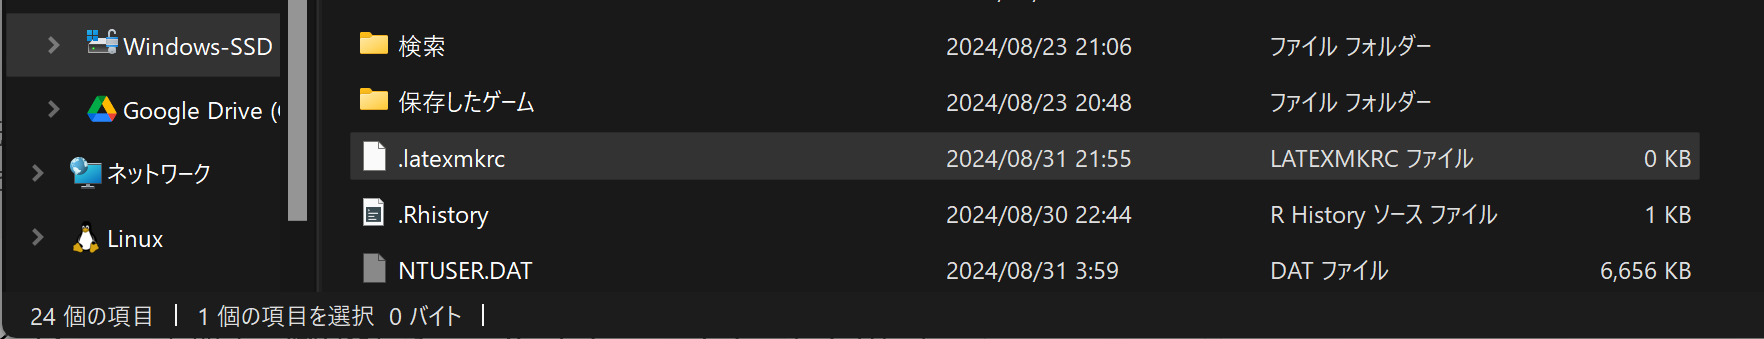 Windows-SSD
Google Drive (
ネットワーク
Linux
検索 2024/08/23 21:06 ファイル フォルダー
保存したゲーム 2024/08/23 20:48 ファイル フォルダー
.latexmkrc 2024/08/31 21:55 LATEXMKRC ファイル 0 KB
.Rhistory 2024/08/30 22:44 R History ソース ファイル 1 KB
NTUSER.DAT 2024/08/31 3:59 DAT ファイル 6,656 KB
24 個の項目 | 1 個の項目を選択 0 バイト |